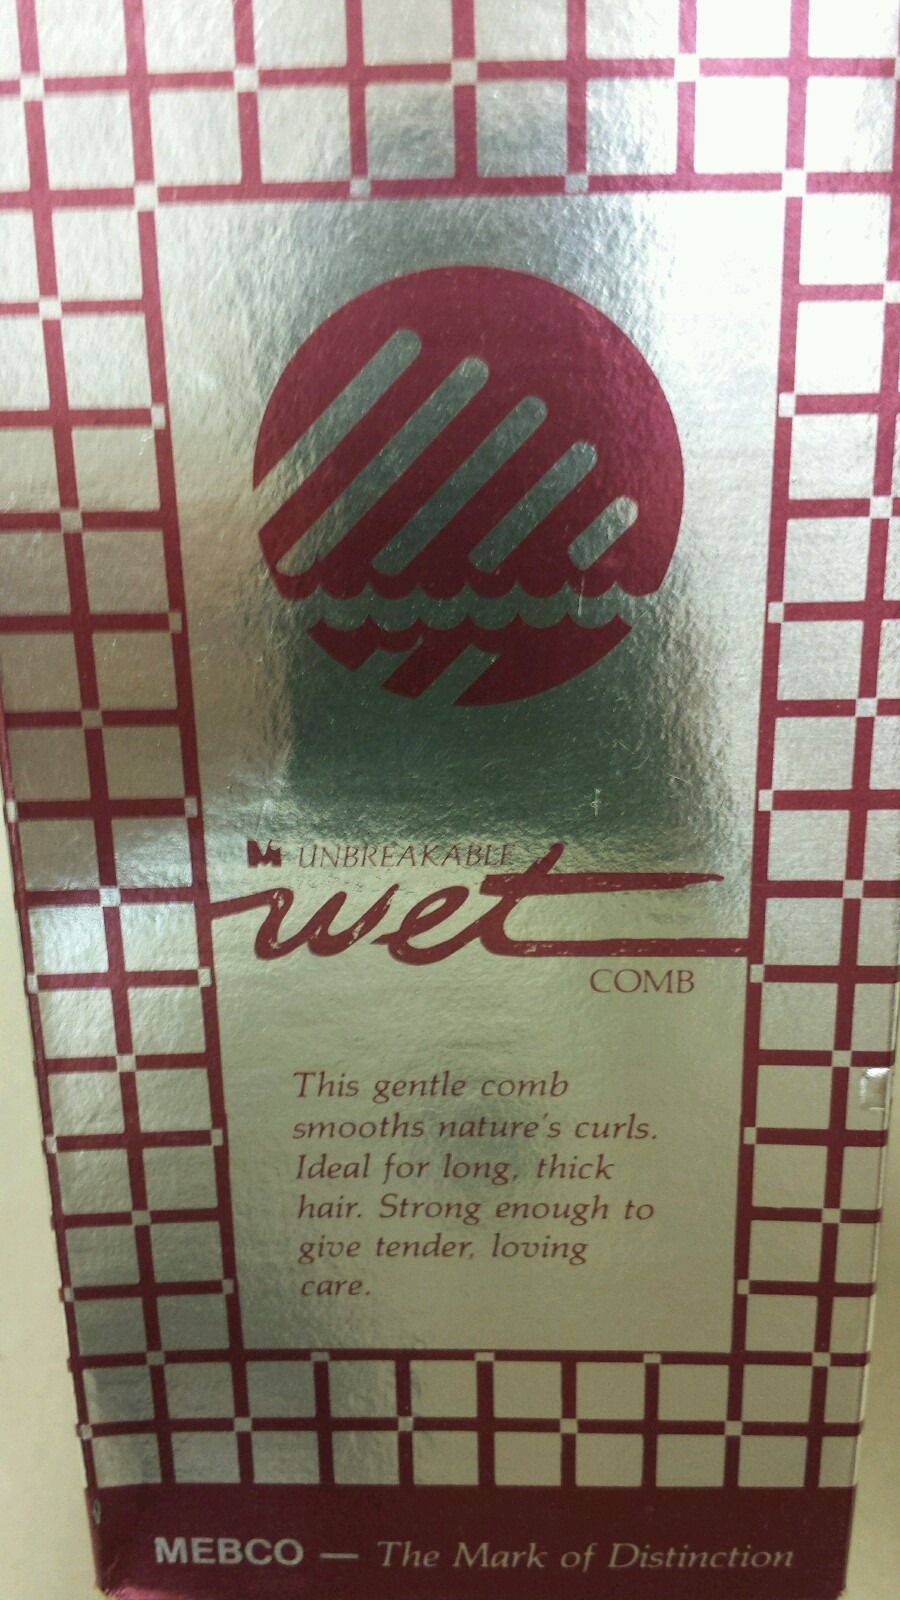 M UNBREAKABLE
wet
COMB
This gentle comb
smooths nature's curls.
Ideal for long, thick
hair. Strong enough to
give tender, loving
care.
MEBCO — The Mark of Distinction